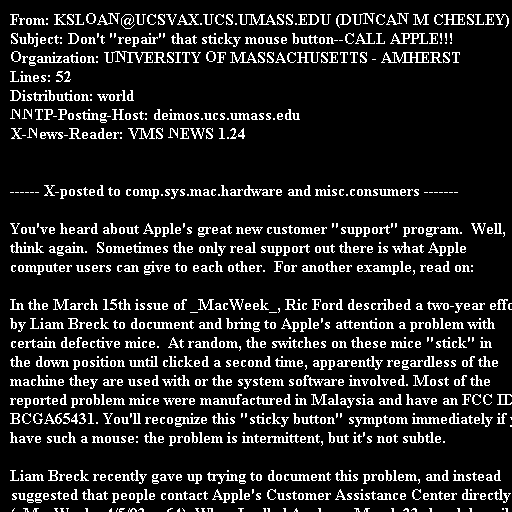 From: KSLOAN@UCSVAX.UCS.UMASS.EDU (DUNCAN M CHESLEY)
Subject: Don't "repair" that sticky mouse button--CALL APPLE!!!
Organization: UNIVERSITY OF MASSACHUSETTS - AMHERST
Lines: 52
Distribution: world
NNTP-Posting-Host: deimos.ucs.umass.edu
X-News-Reader: VMS NEWS 1.24
------ X-posted to comp.sys.mac.hardware and misc.consumers -------
You've heard about Apple's great new customer "support" program.  Well,
think again.  Sometimes the only real support out there is what Apple
computer users can give to each other.  For another example, read on:
In the March 15th issue of _MacWeek_, Ric Ford described a two-year
by Liam Breck to document and bring to Apple's attention a problem with
certain defective mice.  At random, the switches on these mice "stick" in
the down position until clicked a second time, apparently regardless of the
machine they are used with or the system software involved. Most of the
reported problem mice were manufactured in Malaysia and have an FCC ID
BCGA65431. You'll recognize this "sticky button" symptom immediately if
have such a mouse: the problem is intermittent, but it's not subtle.
Liam Breck recently gave up trying to document this problem, and instead
suggested that people contact Apple's Customer Assistance Center directly